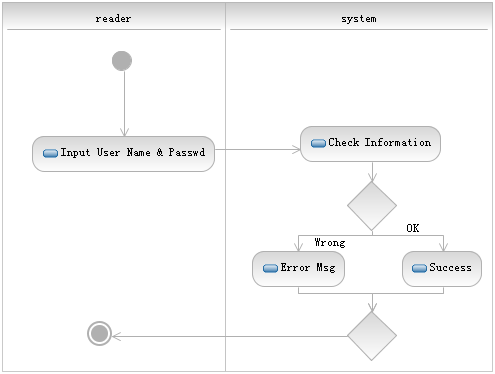 reader
system
Input User Name & Passwd
Check Information
Wrong
OK
Error Msg
Success